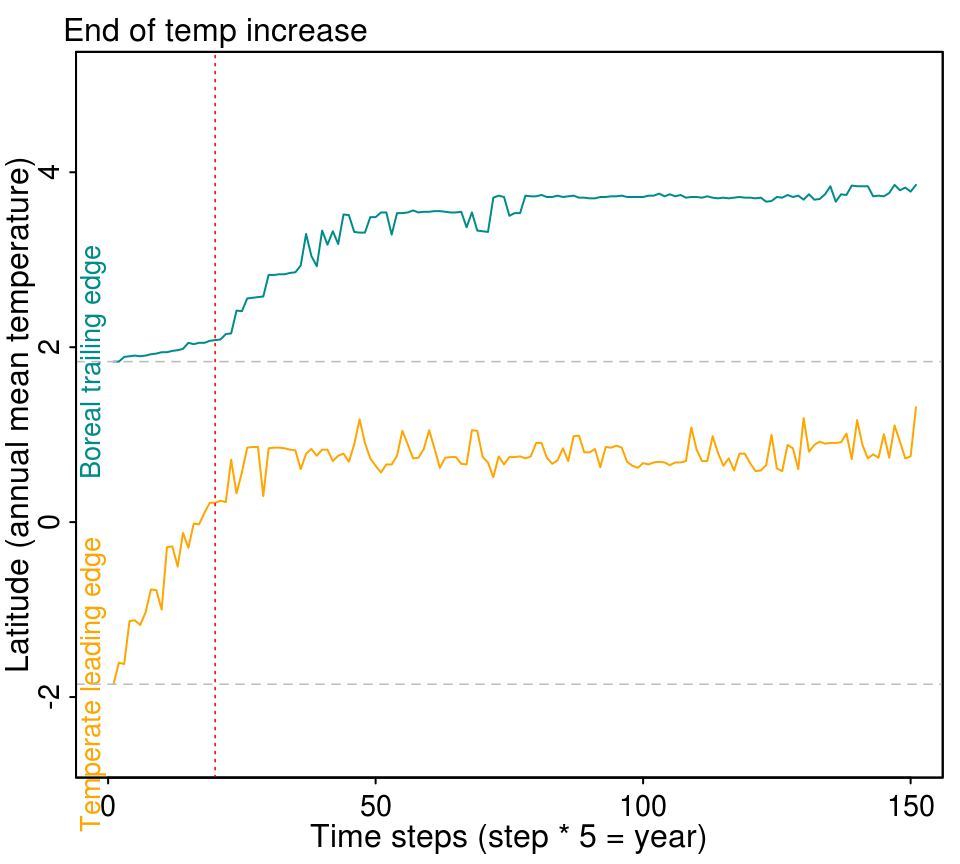 End of temp increase
Latitude (annual mean temperature)
4
2
0
-2
Boreal trailing edge
Temperate leading edge
0
50
100
150
Time steps (step * 5 = year)